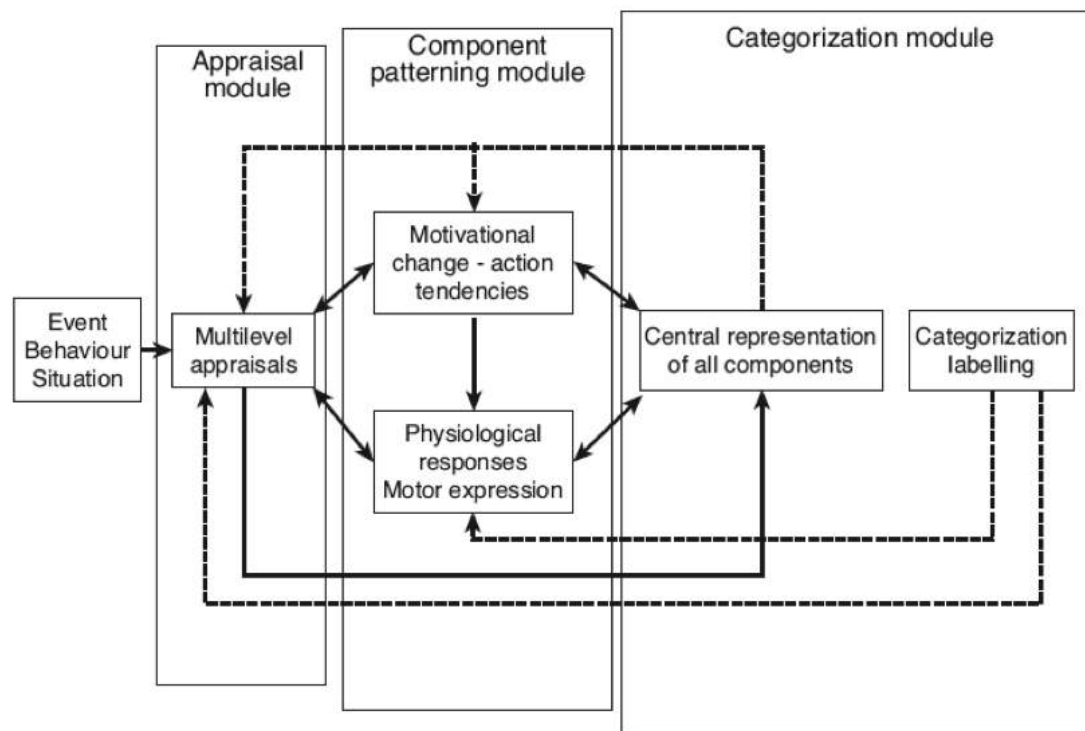 Appraisal
module
Component
patterning module
Categorization module
Motivational
change - action
tendencies
Event
Behaviour
Situation
Multilevel
appraisals
Central representation
of all components
Categorization
labelling
Physiological
responses
Motor expression